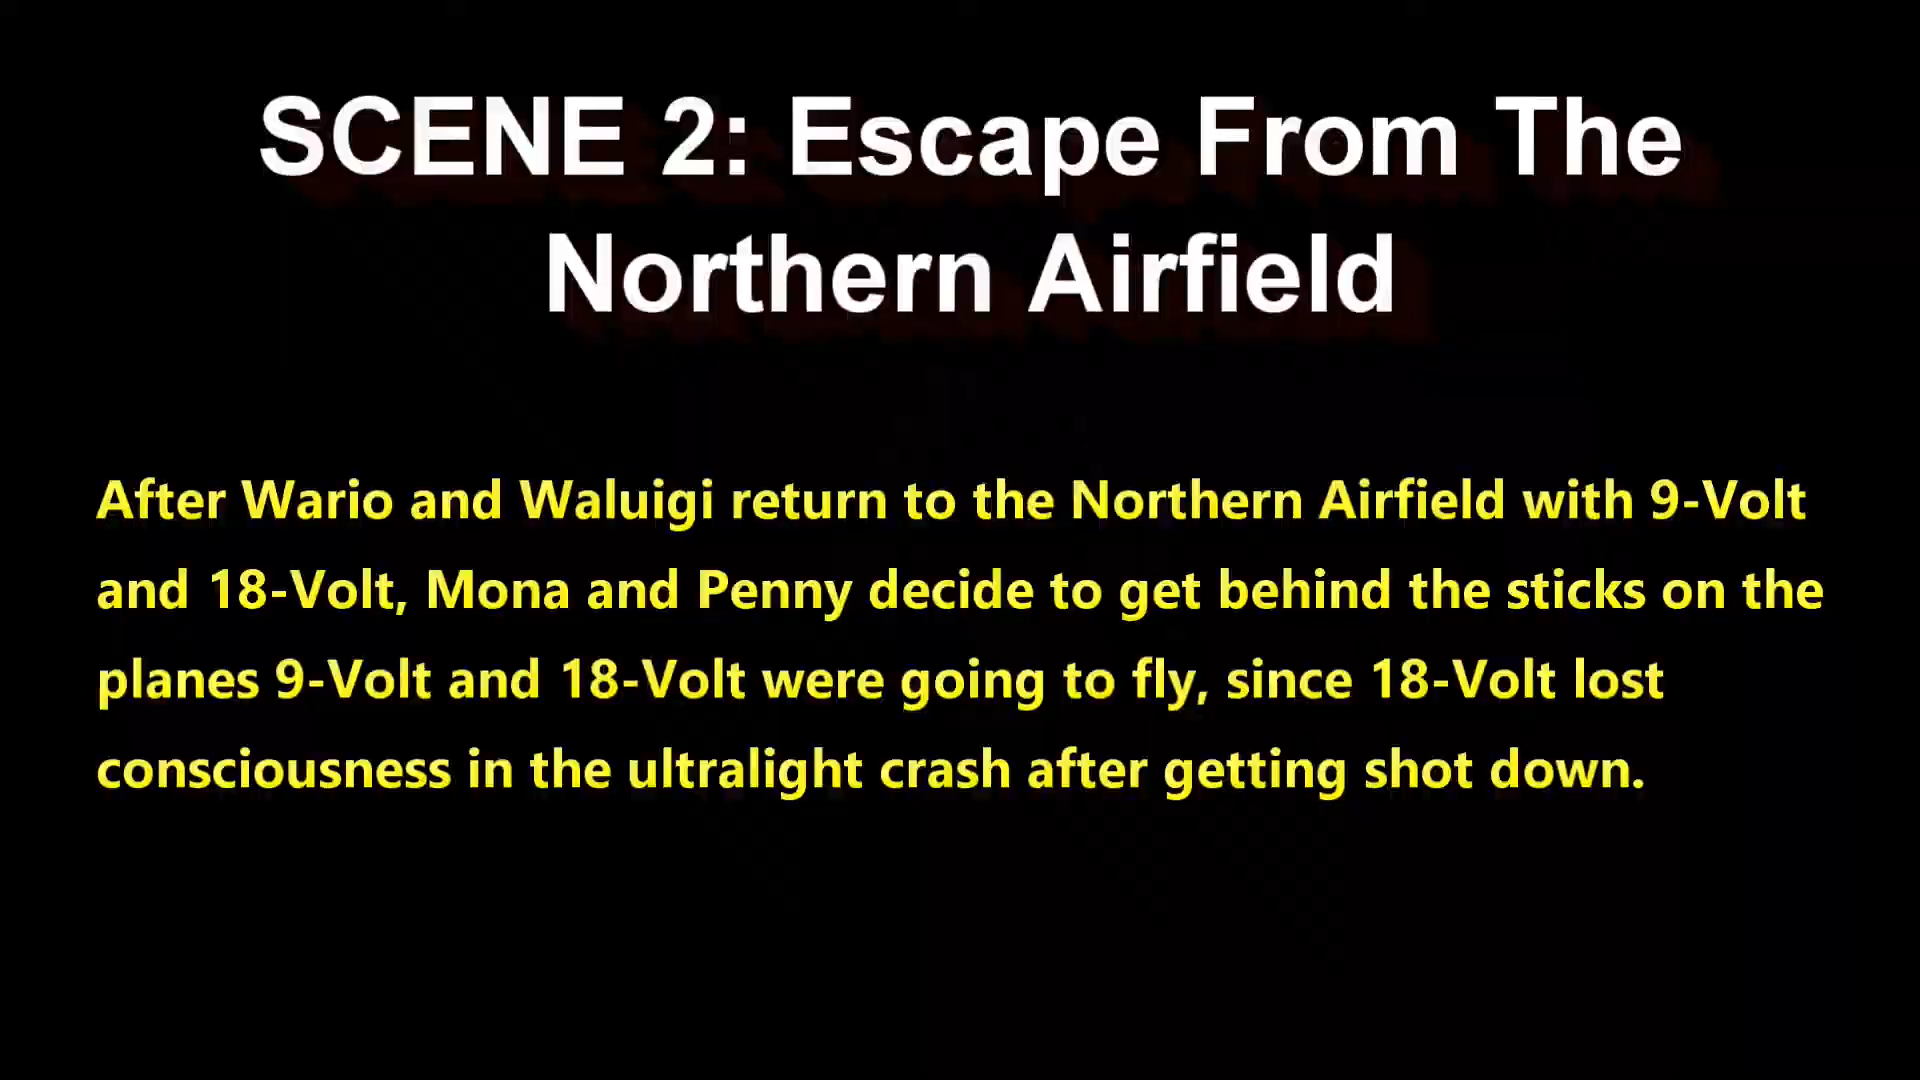 SCENE 2: Escape From The
Northern Airfield
After Wario and Waluigi return to the Northern Airfield with 9-Volt
and 18-Volt, Mona and Penny decide to get behind the sticks on the
planes 9-Volt and 18-Volt were going to fly, since 18-Volt lost
consciousness in the ultralight crash after getting shot down.